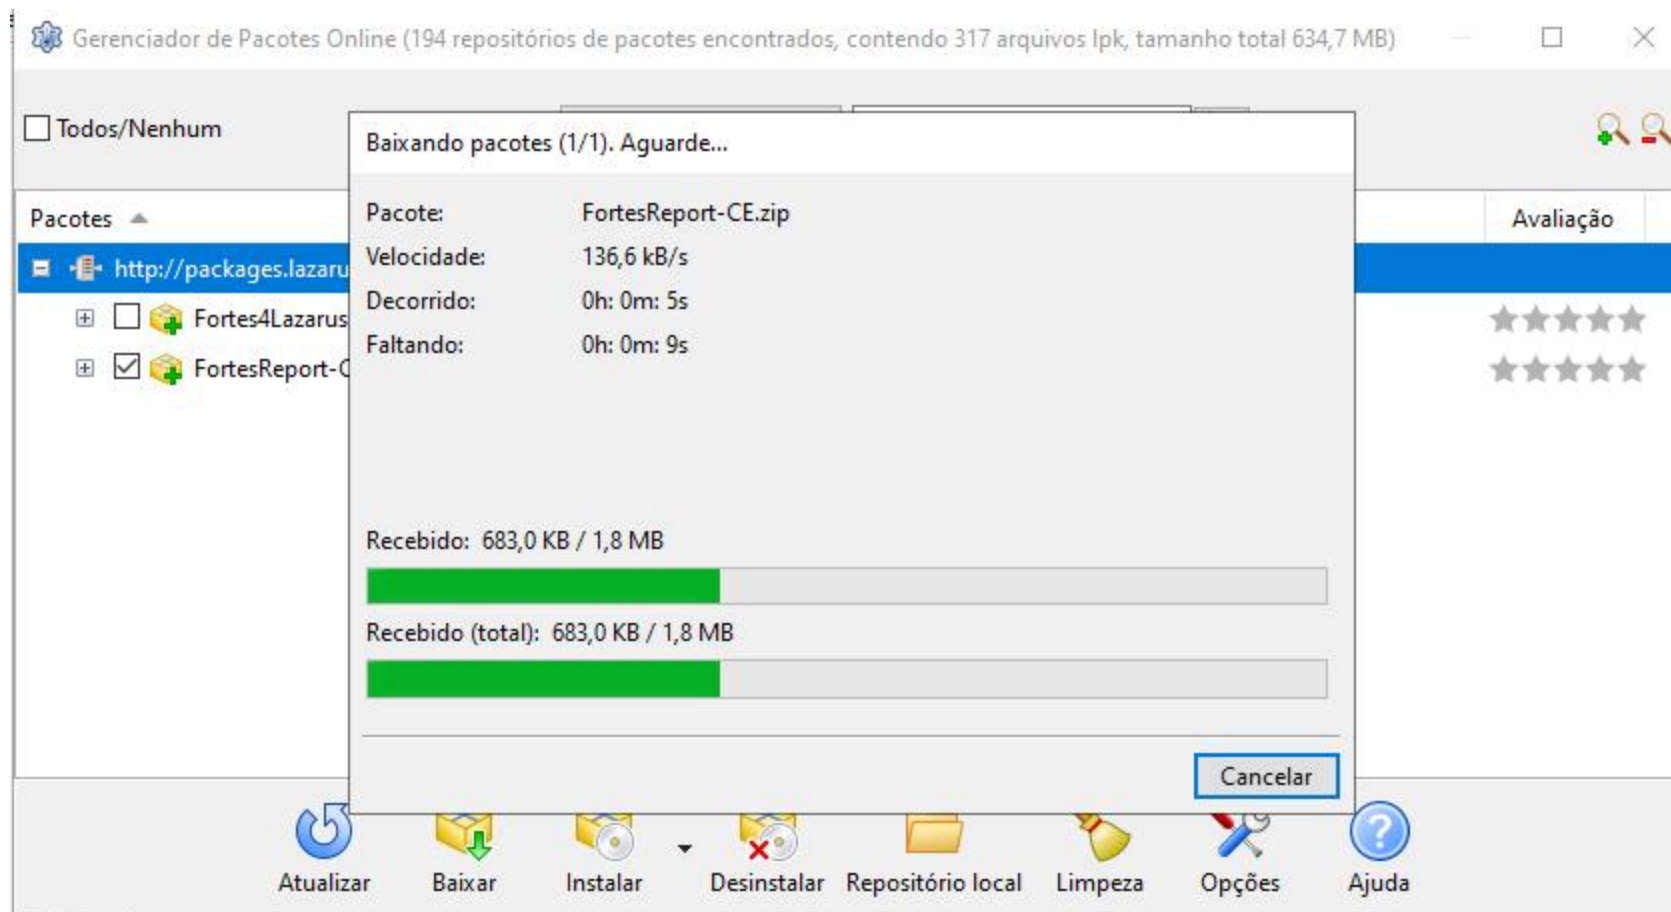 Gerenciador de Pacotes Online (194 repositórios de pacotes encontrados, contendo 317 arquivos lpk, tamanho total 634,7 MB)
Todos/Nenhum
Baixando pacotes (1/1). Aguarde...
Pacotes
Avaliação
http://packages.lazaru
Fortes4Lazarus
FortesReport-C
Pacote: FortesReport-CE.zip
Velocidade: 136,6 kB/s
Decorrido: 0h: 0m: 5s
Faltando: 0h: 0m: 9s
Recebido: 683,0 KB / 1,8 MB
Recebido (total): 683,0 KB / 1,8 MB
Cancelar
Atualizar Baixar Instalar Desinstalar Repositório local Limpeza Opções Ajuda